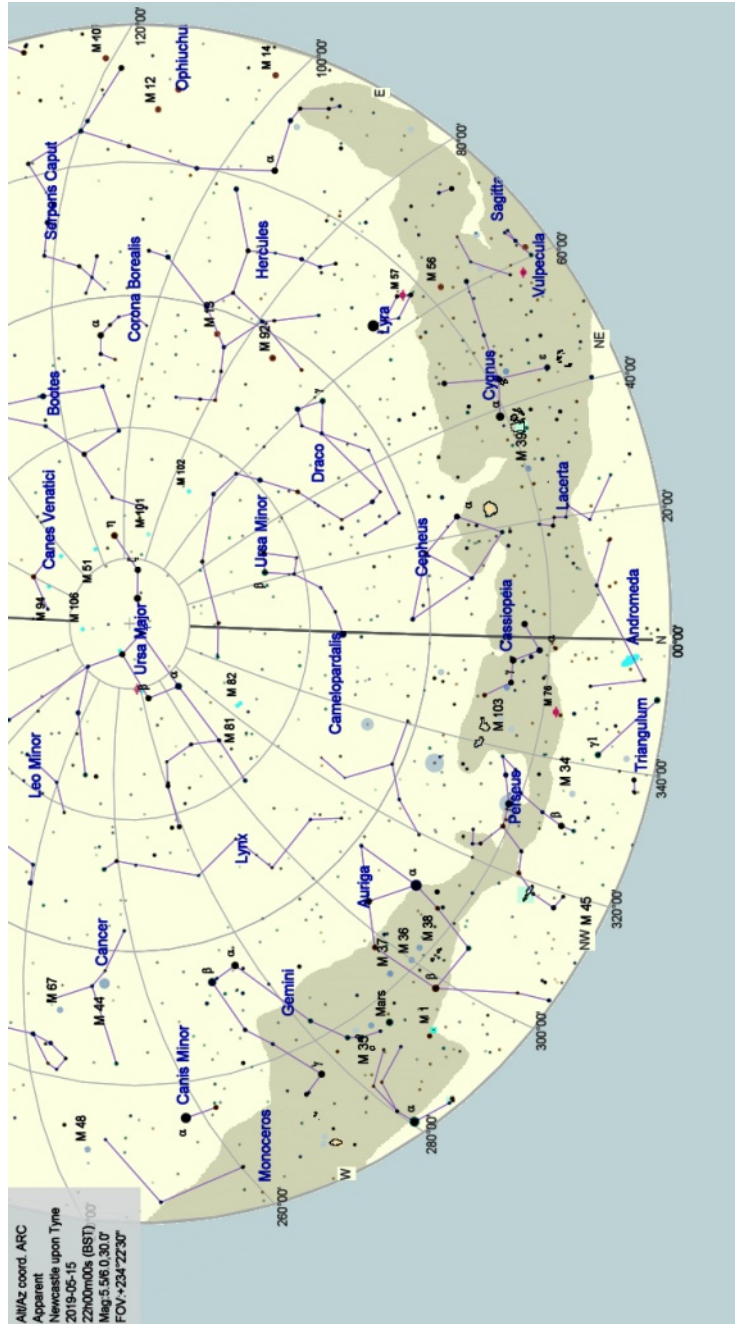 Alt/Az coord. ARC
Apparent
Newcastle upon Tyne
2019-05-15
22h00m00s (BST)
Mag:5.5/6.0,30.0'
FOV:+234°22'30"
Leo Minor
M 94
Canes Venatici
Bootes
Serpens Caput
M 67
M 48
M 44
Cancer
M 106
M 51
α
Corona Borealis
M 10
η
120°00'
β
Ursa Major
M 101
M 12
α
Canis Minor
α
M 102
Ophiuchu
M 81
M 82
M-13
β
α
Lynx
β
Ursa Minor
M 92
Hercules
α
M 14
Monoceros
260°00'
Gemini
γ
Camelopardalis
Draco
γ
100°00'
W
M 35
Mars
Auriga
Lyra
M 57
E
M 37
M 36
α
Cepheus
M 1
M 38
β
M 56
α
280°00'
α
80°00'
M 103
γ
Cassiopeia
Cygnus
α
Sagitta
Perseus
β
M 76
α
M 39
ε
Vulpecula
300°00'
M 34
Lacerta
60°00'
NW
M 45
γ1
NE
320°00'
Triangulum
Andromeda
20°00'
40°00'
340°00'
N
00°00'